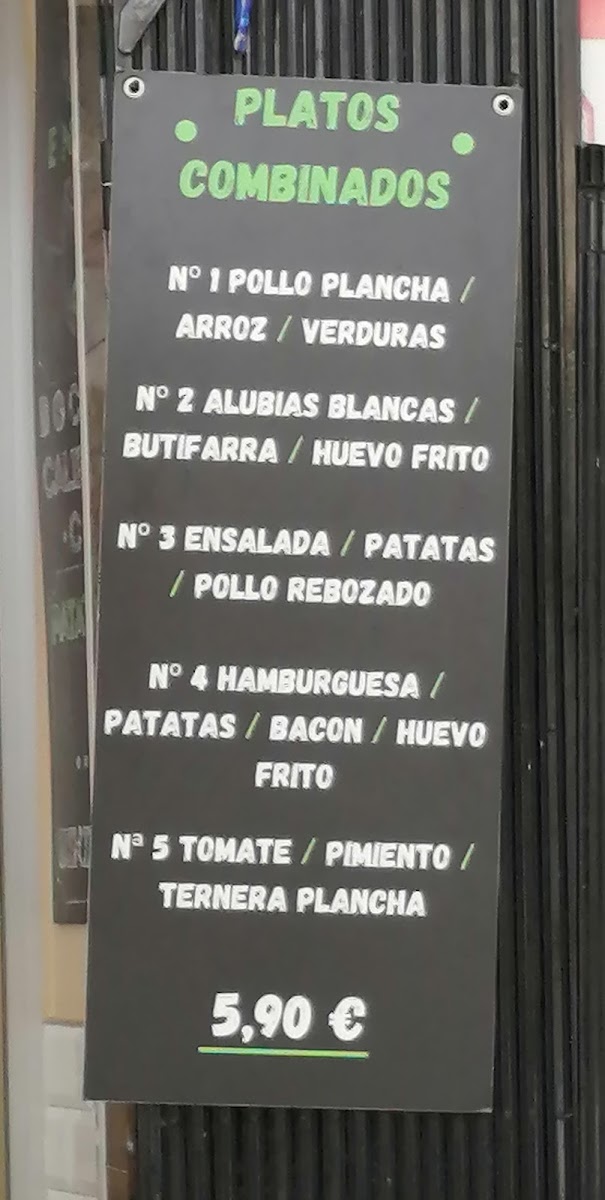 PLATOS
COMBINADOS
Nº 1 POLLO PLANCHA /
ARROZ / VERDURAS
Nº 2 ALUBIAS BLANCAS /
BUTIFARRA / HUEVO FRITO
Nº 3 ENSALADA / PATATAS
/ POLLO REBOZADO
Nº 4 HAMBURGUESA /
PATATAS / BACON / HUEVO
FRITO
Nª 5 TOMATE / PIMIENTO /
TERNERA PLANCHA
5,90 €